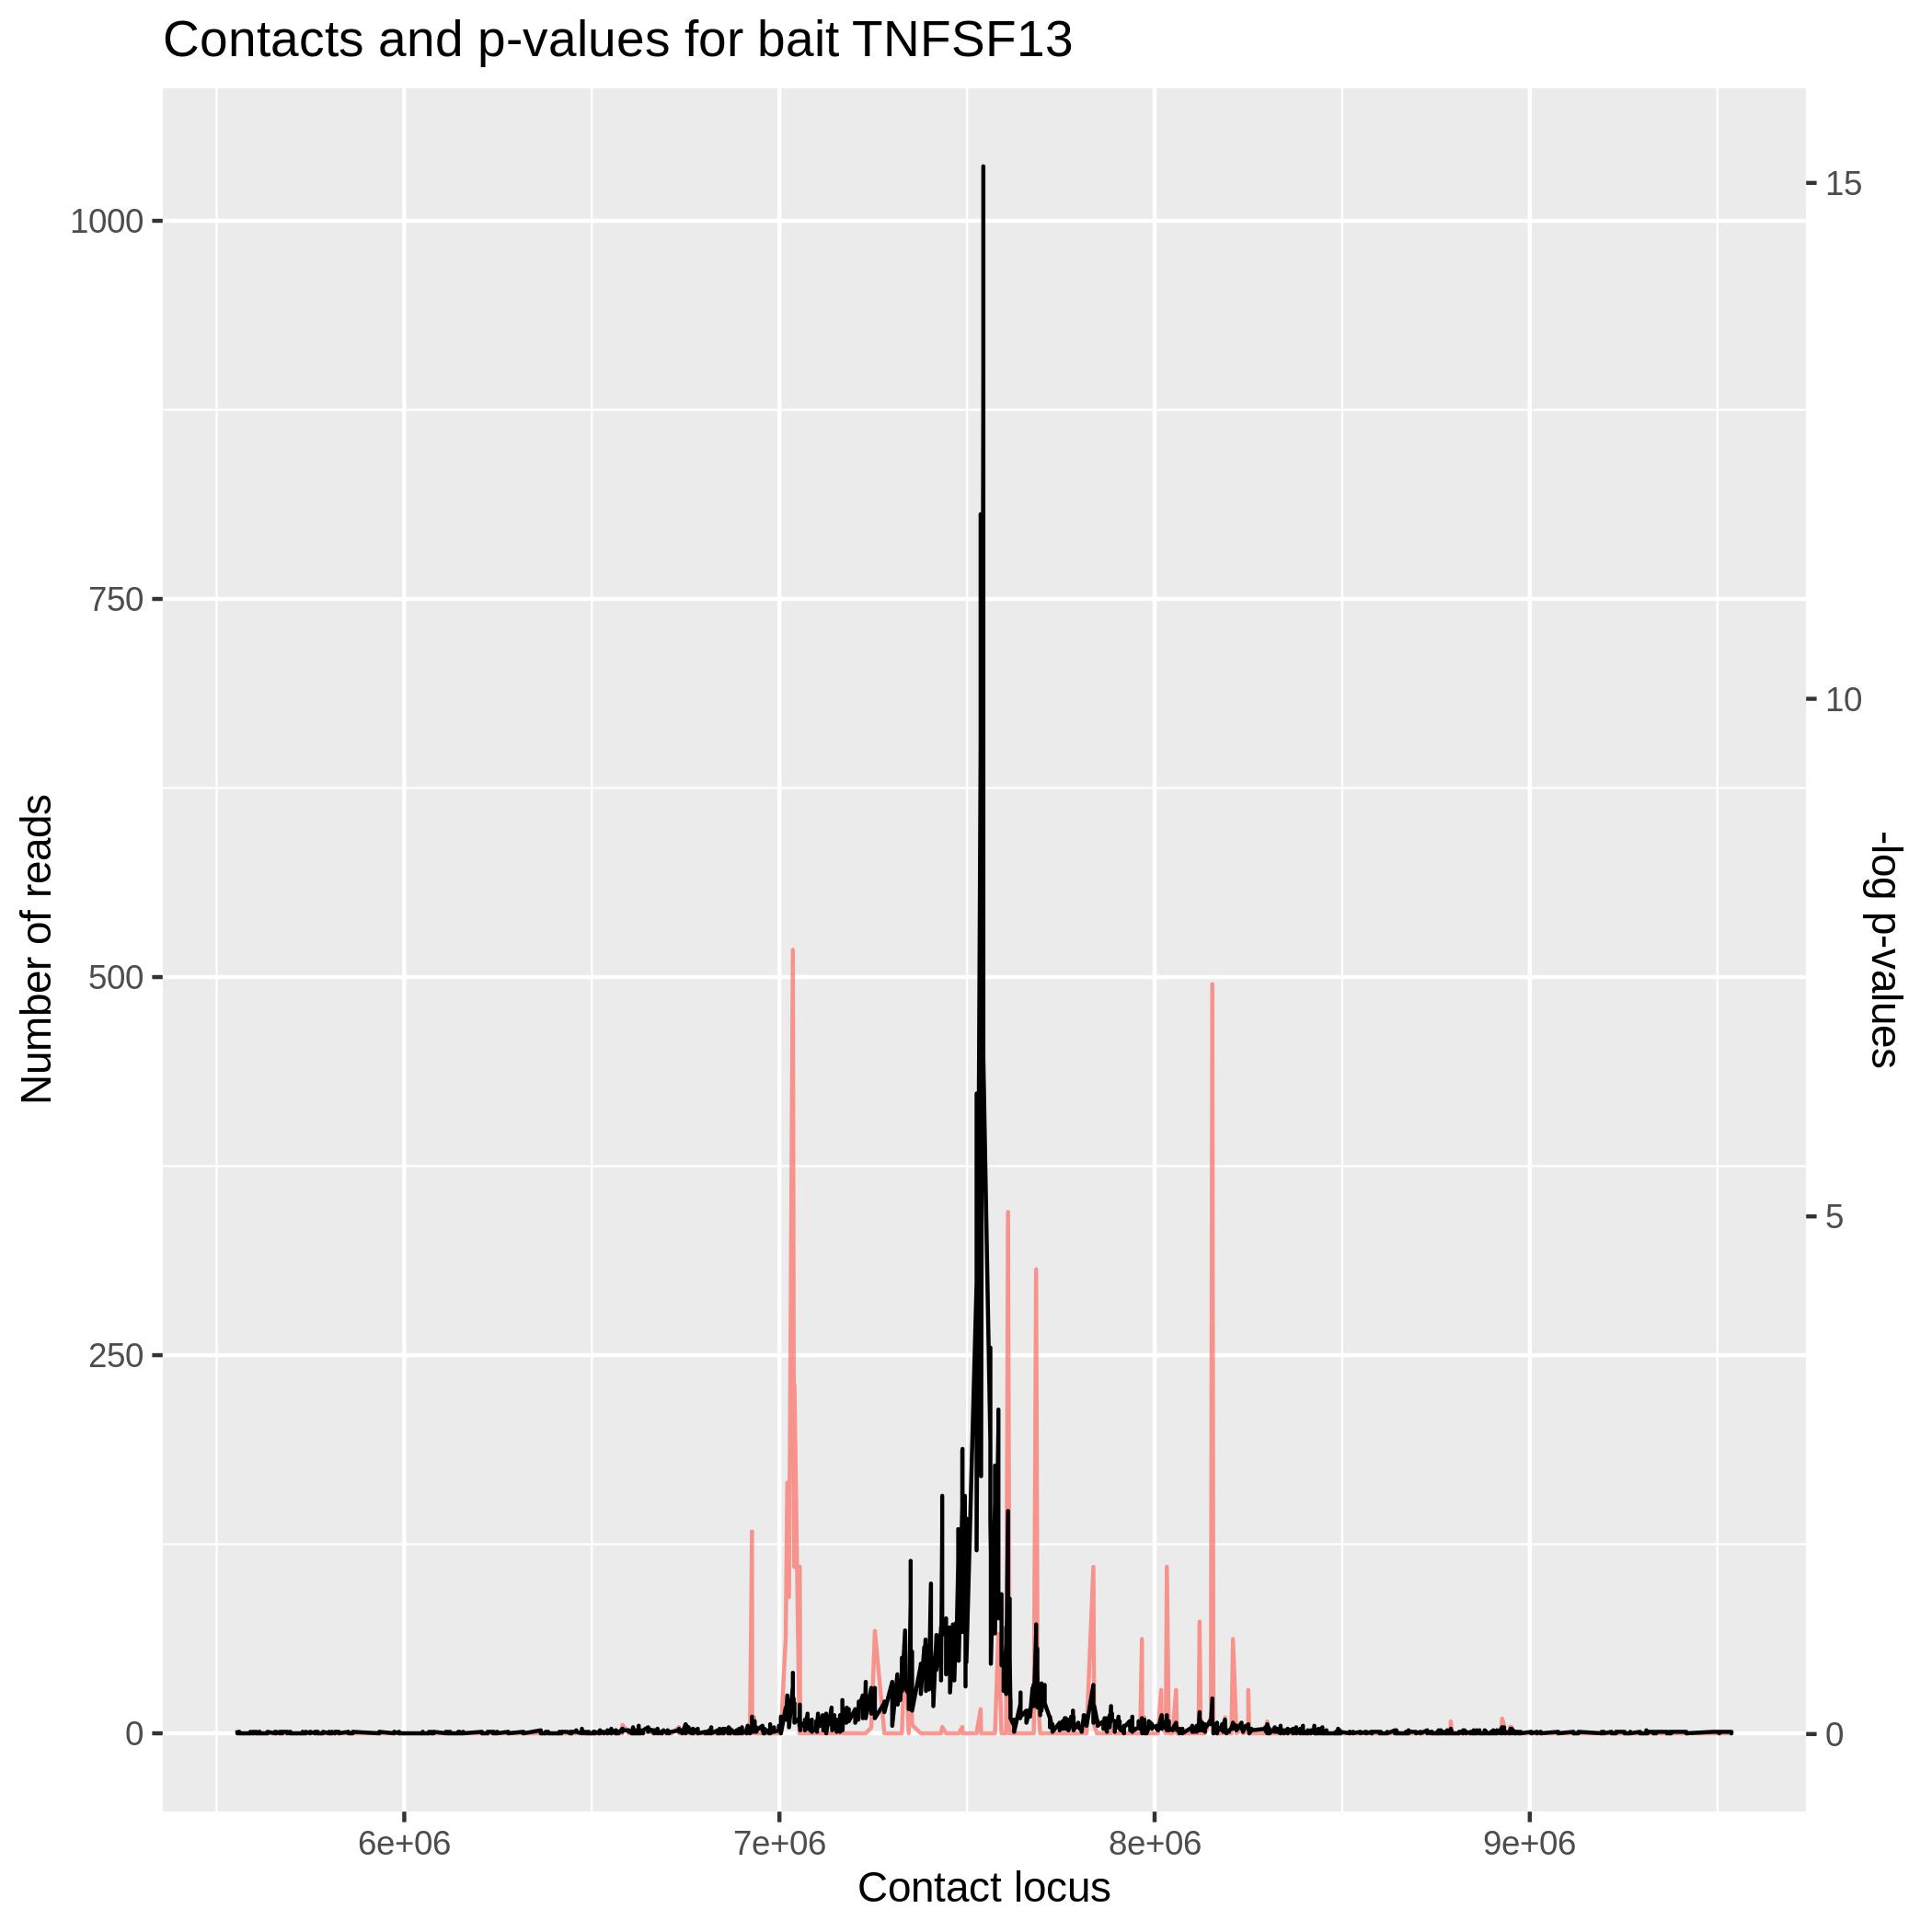 Contacts and p-values for bait TNFSF13
Number of reads
1000
750
500
250
0
15
10
5
0
-log p-values
6e+06
7e+06
8e+06
9e+06
Contact locus